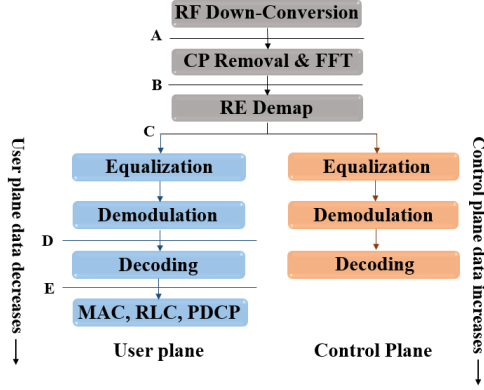 RF Down-Conversion
A
CP Removal & FFT
B
RE Demap
C
User plane data decreases
Control plane data increases
Equalization
Equalization
Demodulation
Demodulation
D
Decoding
Decoding
E
MAC, RLC, PDCP
User plane
Control Plane